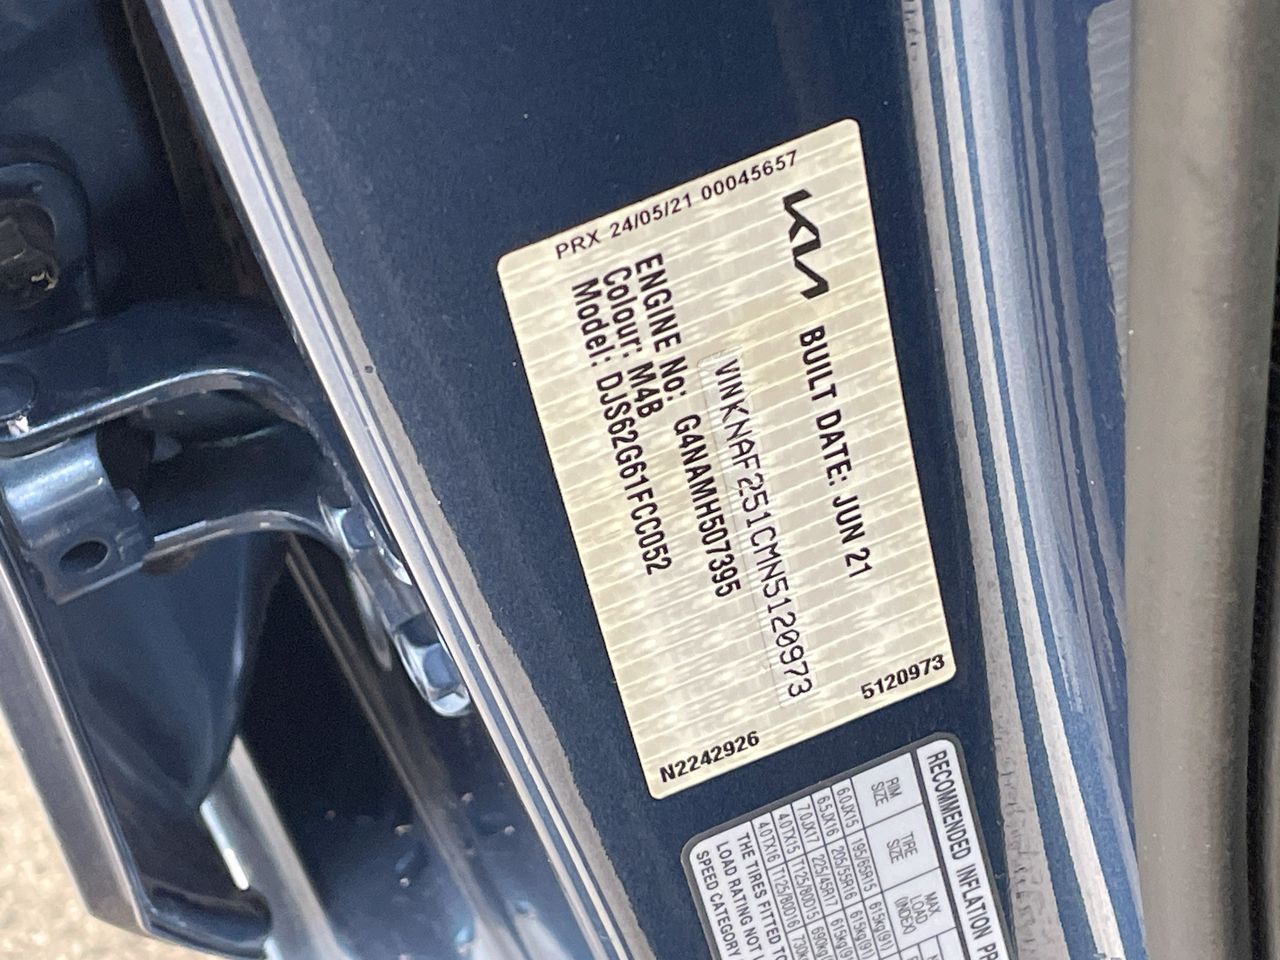 PRX 24/05/21 00045657
KIA BUILT DATE: JUN 21
VINKNAF251CMN5120973
ENGINE No: G4NAMH507395
Colour: M4B
Model: DJS62G61FCC052
N2242926
5120973
RECOMMENDED INFLATION
RIM SIZE TIRE SIZE MAX LOAD (INDEX)
6.0JX15 195/65R15 615kg(91)
6.5JX16 205/55R16 615kg(91)
7.0JX17 225/45R17 615kg(91)
4.0TX15 T125/80D15
4.0TX16 T125/80D16
THE TIRES FITTED TO
LOAD RATING NOT
SPEED CATEGORY